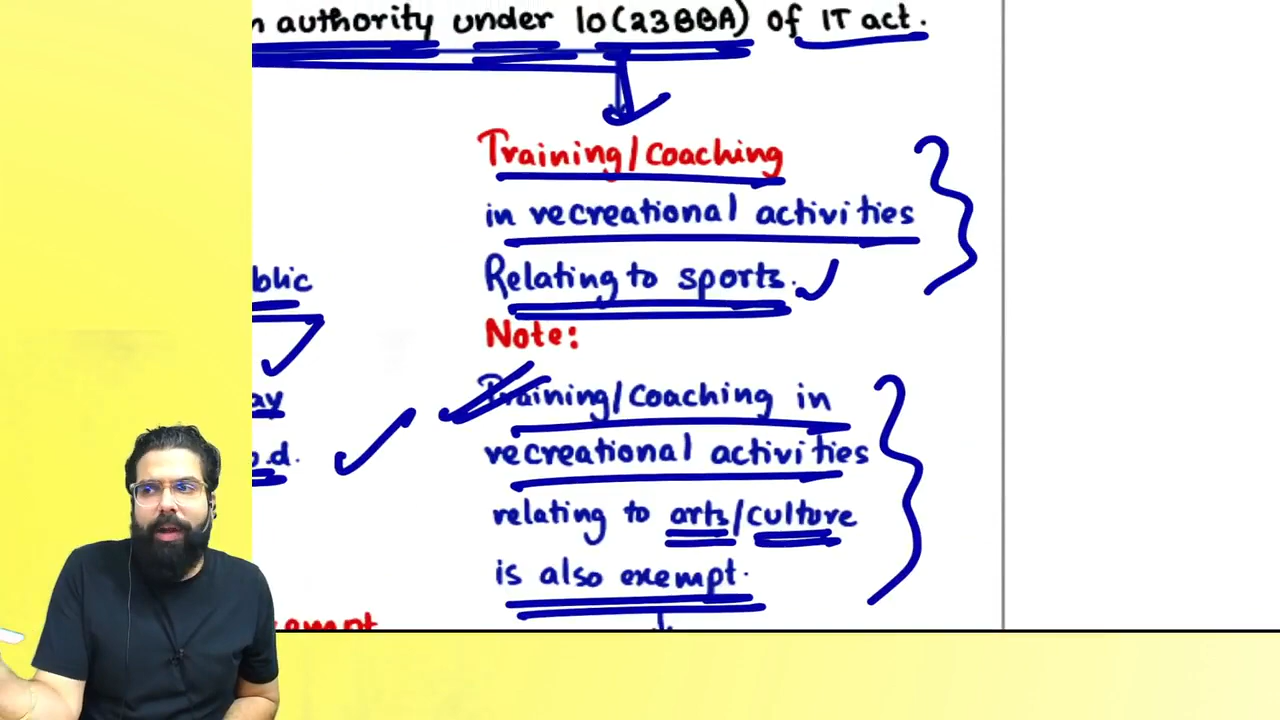 authority under 10(23BBA) of IT act.
Training/Coaching
in recreational activities
Relating to sports.
Note:
Training/Coaching in
recreational activities
relating to arts/culture
is also exempt.